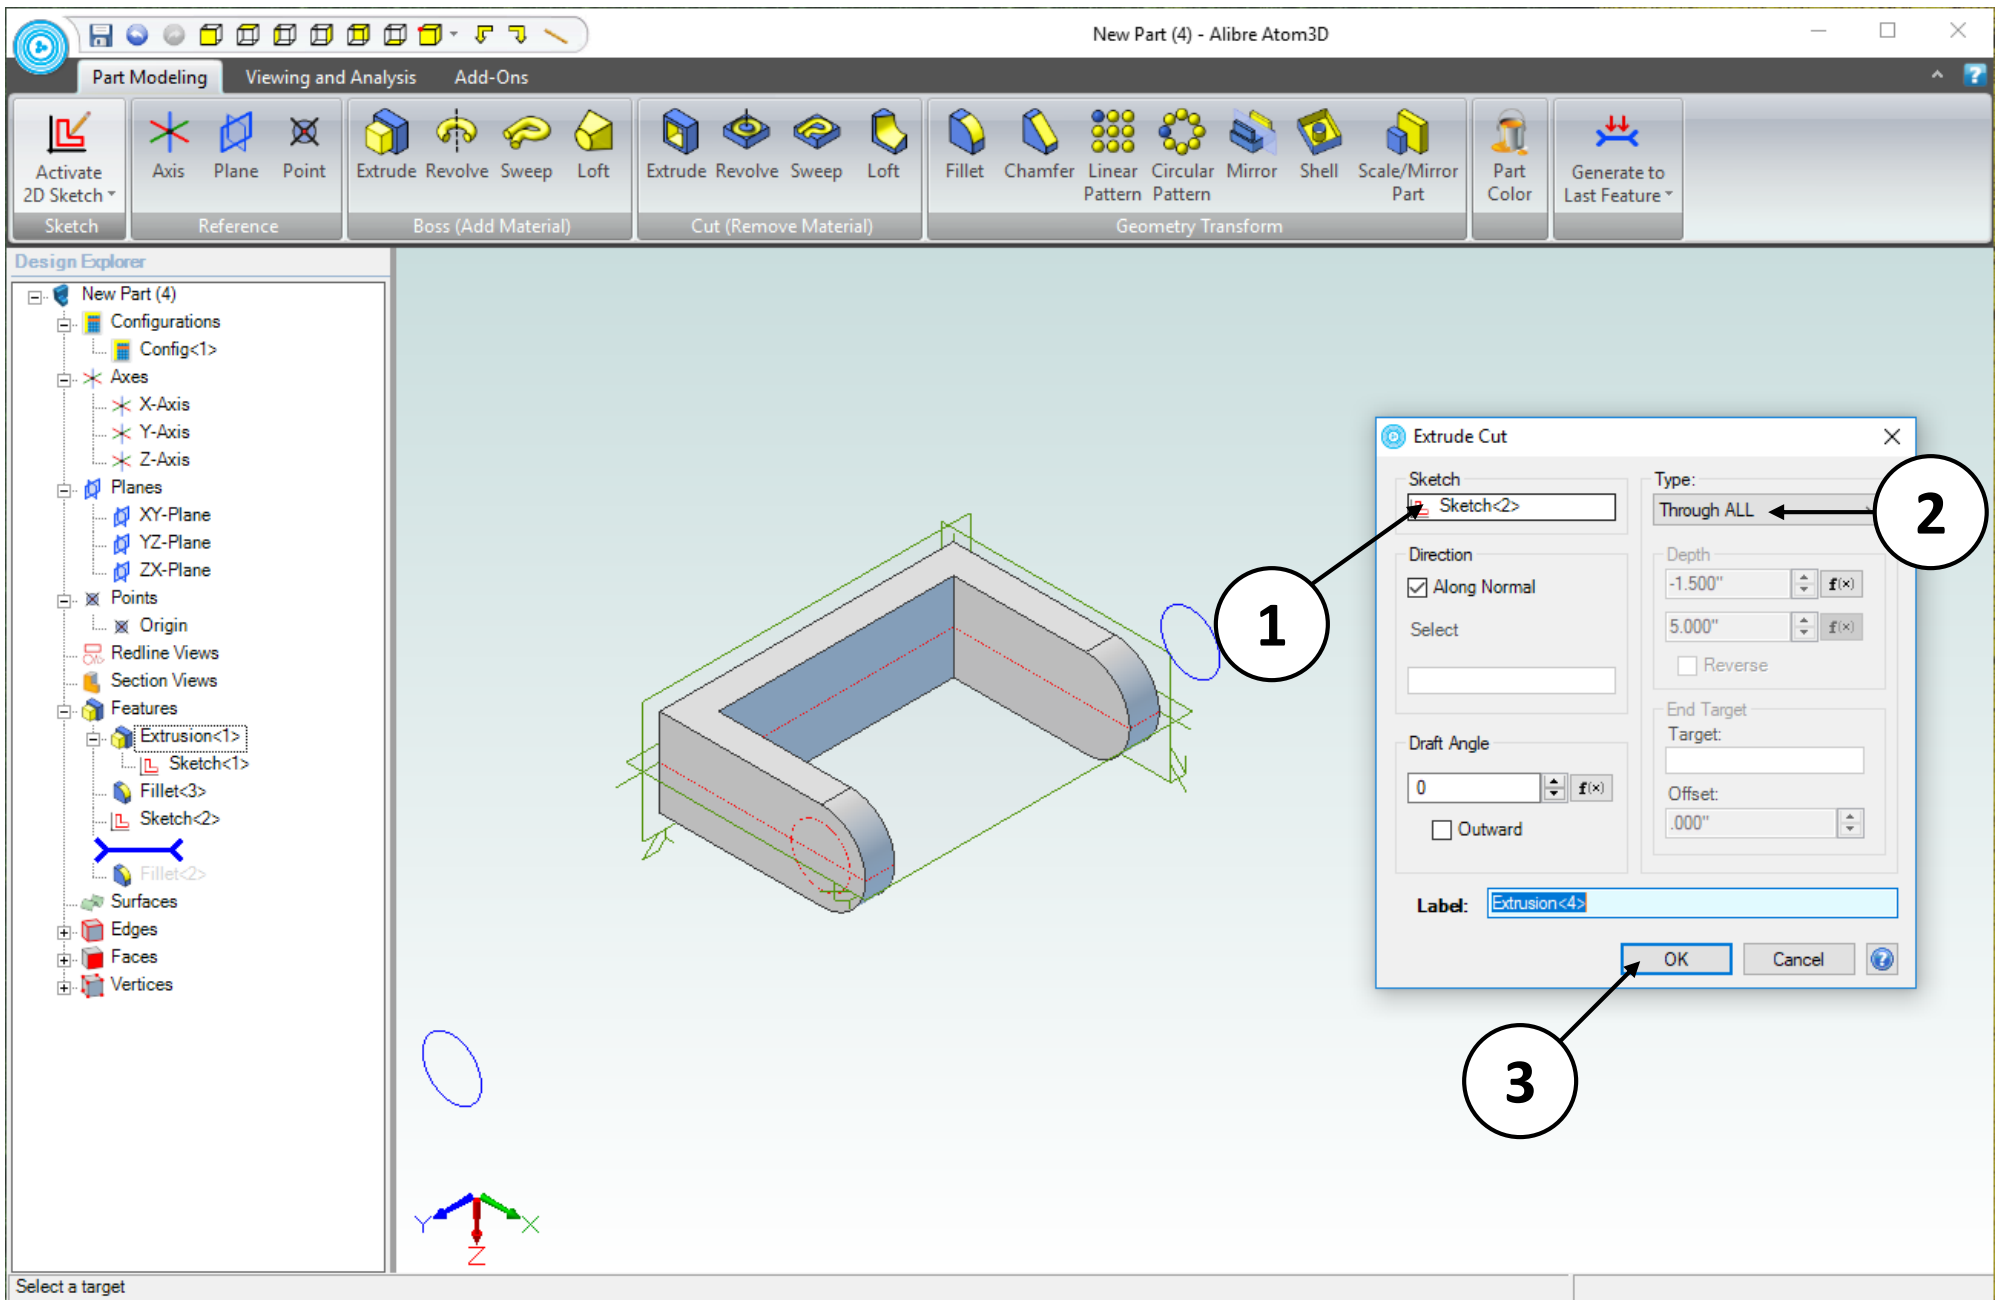 New Part (4) - Alibre Atom3D
Part Modeling
Viewing and Analysis
Add-Ons
Activate
2D Sketch
Axis
Plane
Point
Extrude
Revolve
Sweep
Loft
Extrude
Revolve
Sweep
Loft
Fillet
Chamfer
Linear
Pattern
Circular
Pattern
Mirror
Shell
Scale/Mirror
Part
Part
Color
Generate to
Last Feature
Sketch
Reference
Boss (Add Material)
Cut (Remove Material)
Geometry Transform
Design Explorer
New Part (4)
Configurations
Config<1>
Axes
X-Axis
Y-Axis
Z-Axis
Planes
XY-Plane
YZ-Plane
ZX-Plane
Points
Origin
Redline Views
Section Views
Features
Extrusion<1>
Sketch<1>
Fillet<3>
Sketch<2>
Fillet<2>
Surfaces
Edges
Faces
Vertices
Y
X
Z
Extrude Cut
Sketch
Sketch<2>
Direction
Along Normal
Select
Draft Angle
0
f(x)
Outward
Type:
Through ALL
Depth
-1.500"
f(x)
5.000"
f(x)
Reverse
End Target
Target:
Offset:
.000"
Label:
Extrusion<4>
OK
Cancel
1
2
3
Select a target